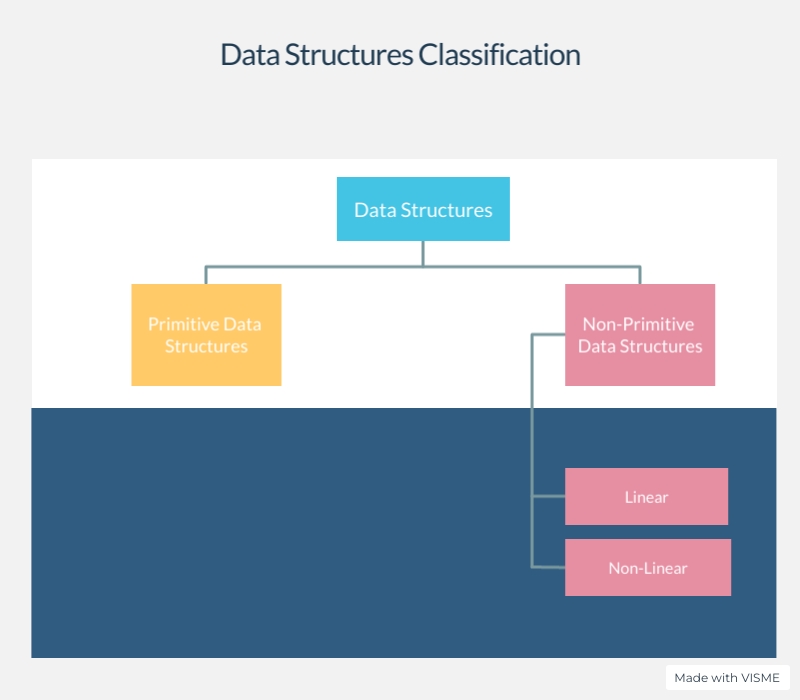 Data Structures Classification
Data Structures
Primitive Data
Structures
Non-Primitive
Data Structures
Linear
Non-Linear
Made with VISME